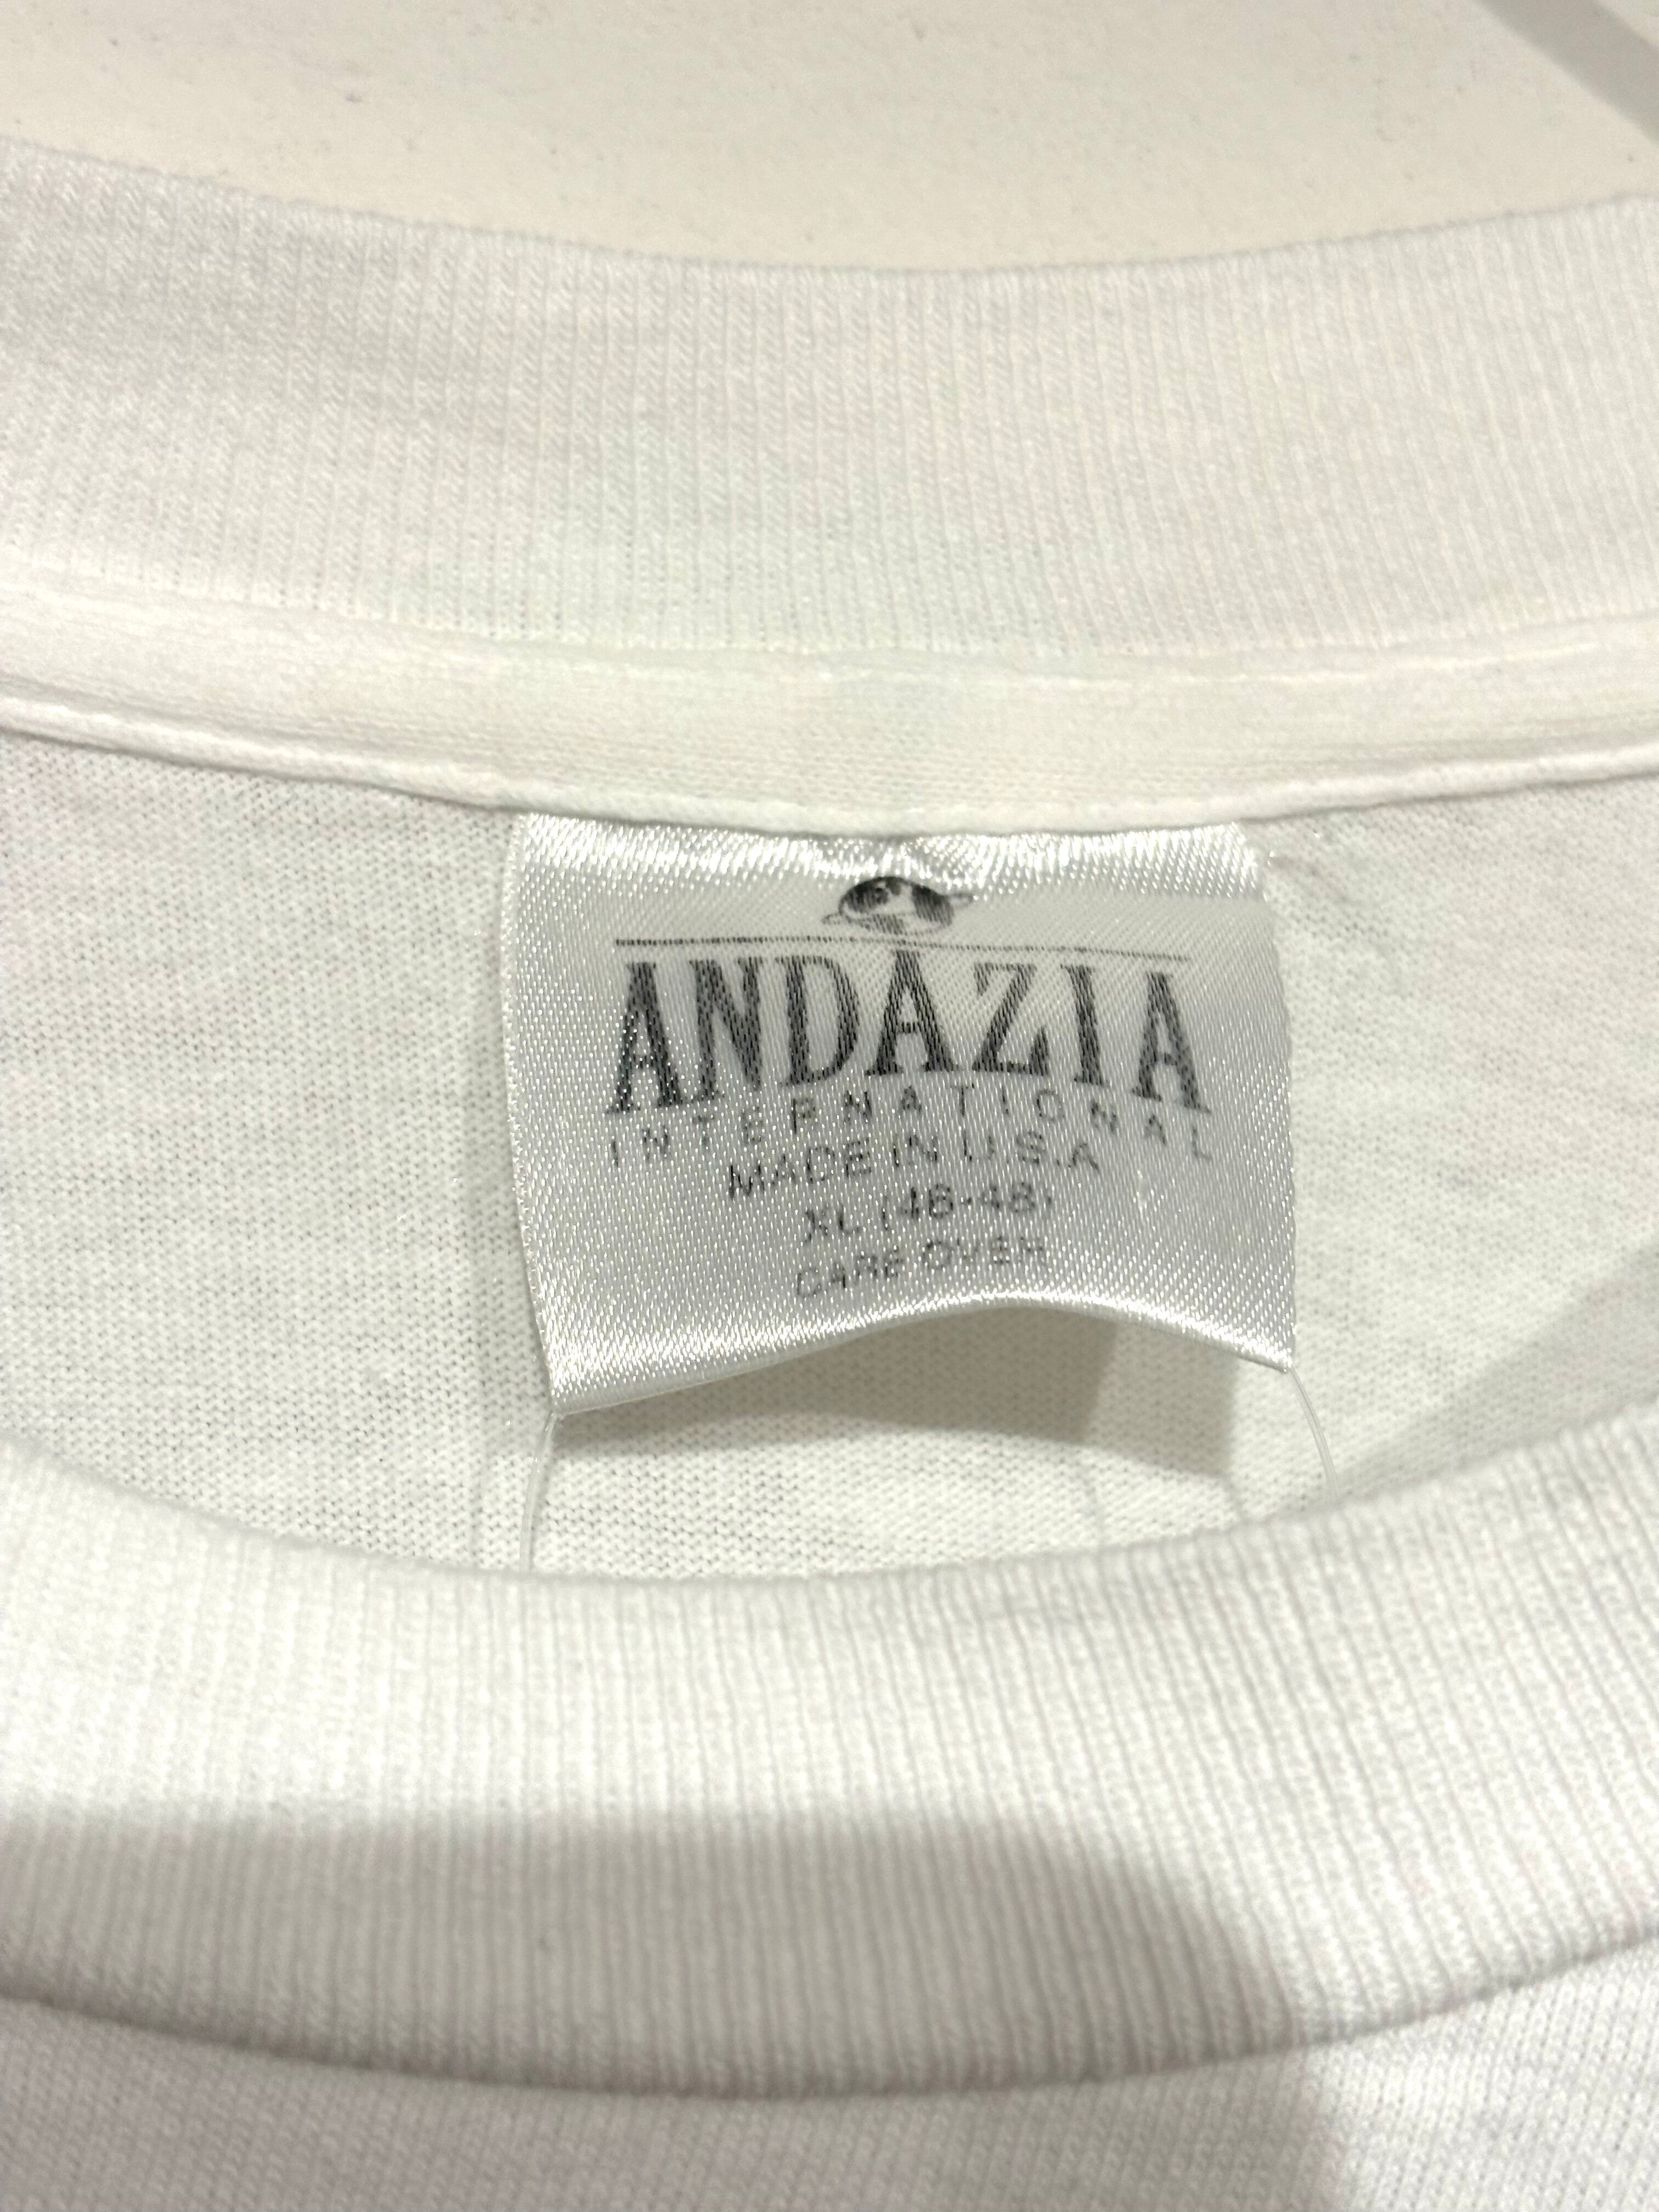 ANDAZIA
INTERNATIONAL
MADE IN U.S.A
XL (46-48)
CARE OVER